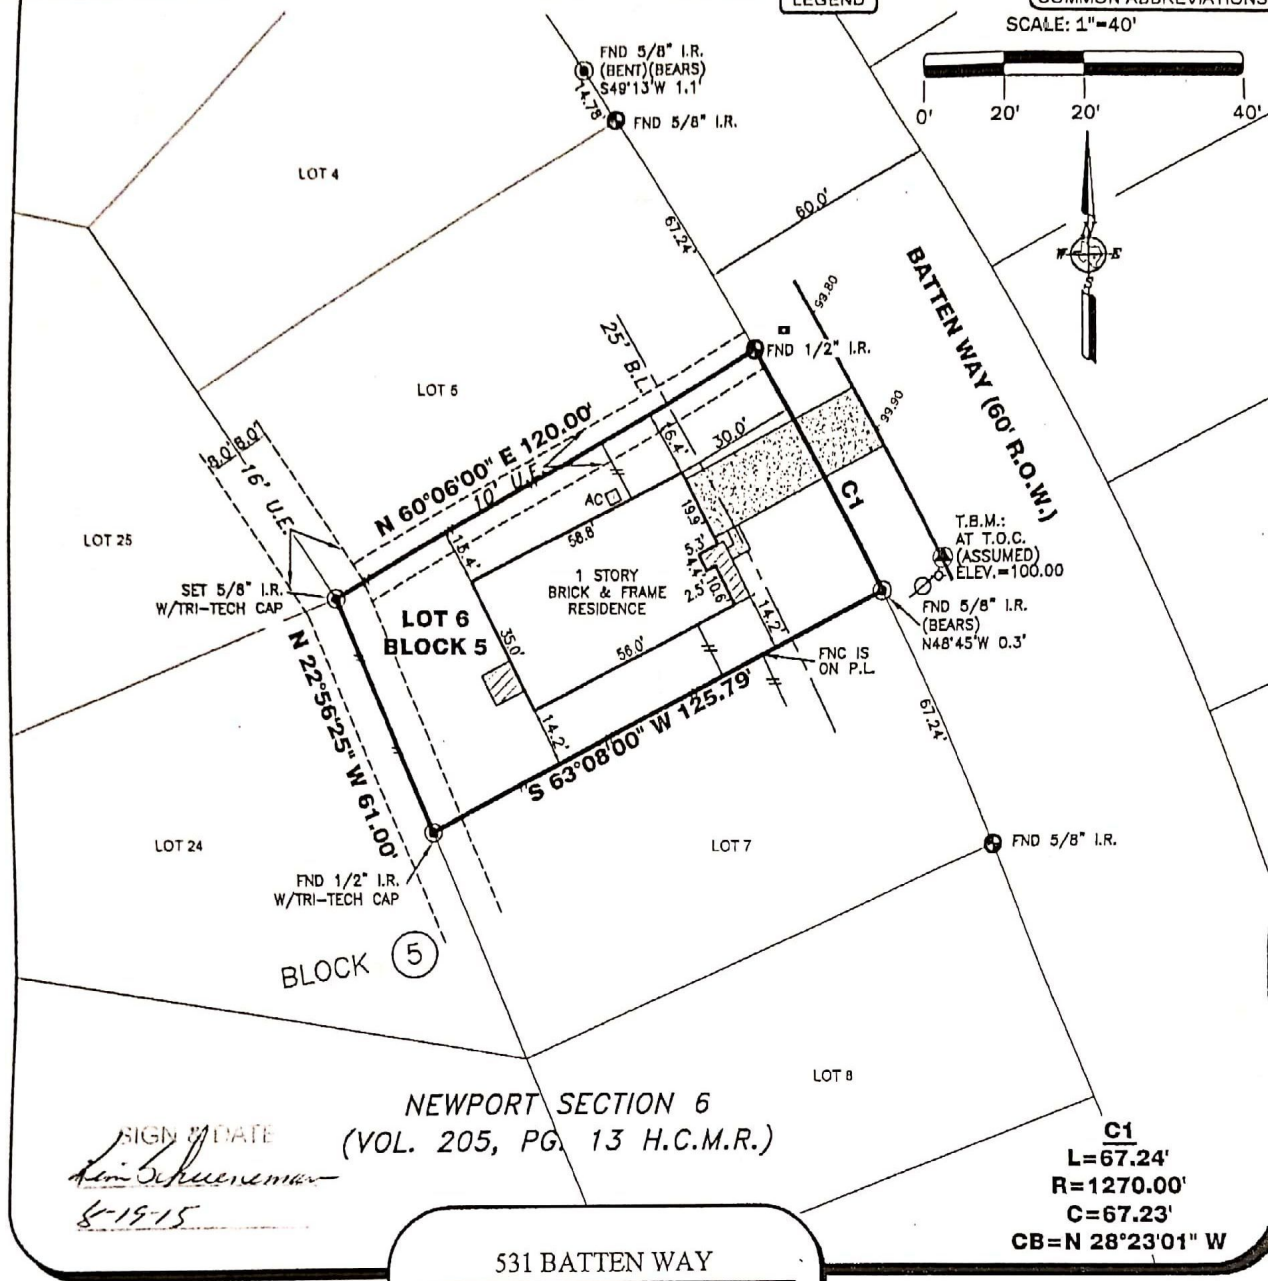 LEGEND
COMMON ABBREVIATIONS
SCALE: 1"=40'
0' 20' 20' 40'
FND 5/8" I.R.
(BENT)(BEARS)
S49°13'W 1.1'
14.78'
FND 5/8" I.R.
LOT 4
67.24'
60.0'
W E
S
BATTEN WAY (60' R.O.W.)
99.80
25' B.L.
FND 1/2" I.R.
LOT 5
N 60°06'00" E 120.00'
10' U.E.
16.4'
30.0'
99.90
8.0' 8.0'
16' U.E.
AC
C1
LOT 25
15.4'
58.8'
19.9'
T.B.M.:
AT T.O.C.
(ASSUMED)
ELEV.=100.00
SET 5/8" I.R.
W/TRI-TECH CAP
1 STORY
BRICK & FRAME
RESIDENCE
5.3'
4.4'
2.5'
10.6'
14.2'
LOT 6
BLOCK 5
FND 5/8" I.R.
(BEARS)
N48°45'W 0.3'
35.0'
56.0'
FNC IS
ON P.L.
N 22°56'25" W 61.00'
14.2'
S 63°08'00" W 125.79'
67.24'
LOT 24
LOT 7
FND 5/8" I.R.
FND 1/2" I.R.
W/TRI-TECH CAP
BLOCK 5
LOT 8
NEWPORT SECTION 6
(VOL. 205, PG. 13 H.C.M.R.)
SIGN & DATE
Kim Schueneman
8-19-15
C1
L=67.24'
R=1270.00'
C=67.23'
CB=N 28°23'01" W
531 BATTEN WAY